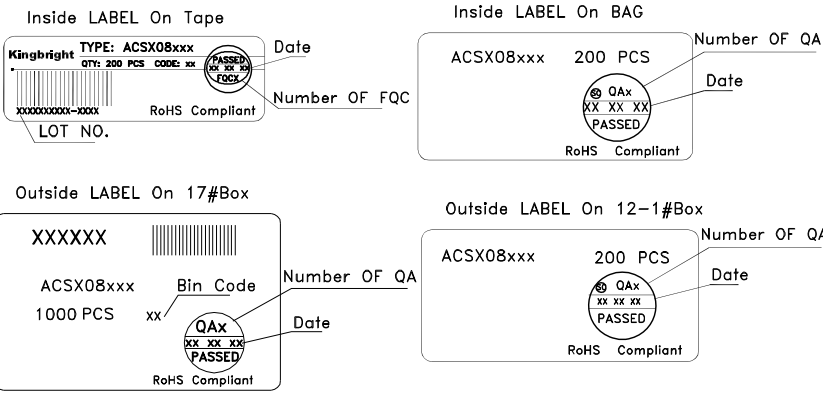 Inside LABEL On Tape
Kingbright
TYPE: ACSX08xxx
QTY: 200 PCS CODE: xx
PASSED
XX XX XX
FQCX
Date
Number OF FQC
XXXXXXXXXX-XXXX
RoHS Compliant
LOT NO.
Inside LABEL On BAG
ACSX08xxx 200 PCS
Number OF QA
SQ QAx
XX XX XX
PASSED
Date
RoHS Compliant
Outside LABEL On 17#Box
XXXXXX
ACSX08xxx
Bin Code
1000 PCS xx
Number OF QA
QAx
XX XX XX
PASSED
Date
RoHS Compliant
Outside LABEL On 12-1#Box
ACSX08xxx 200 PCS
Number OF QA
SQ QAx
XX XX XX
PASSED
Date
RoHS Compliant